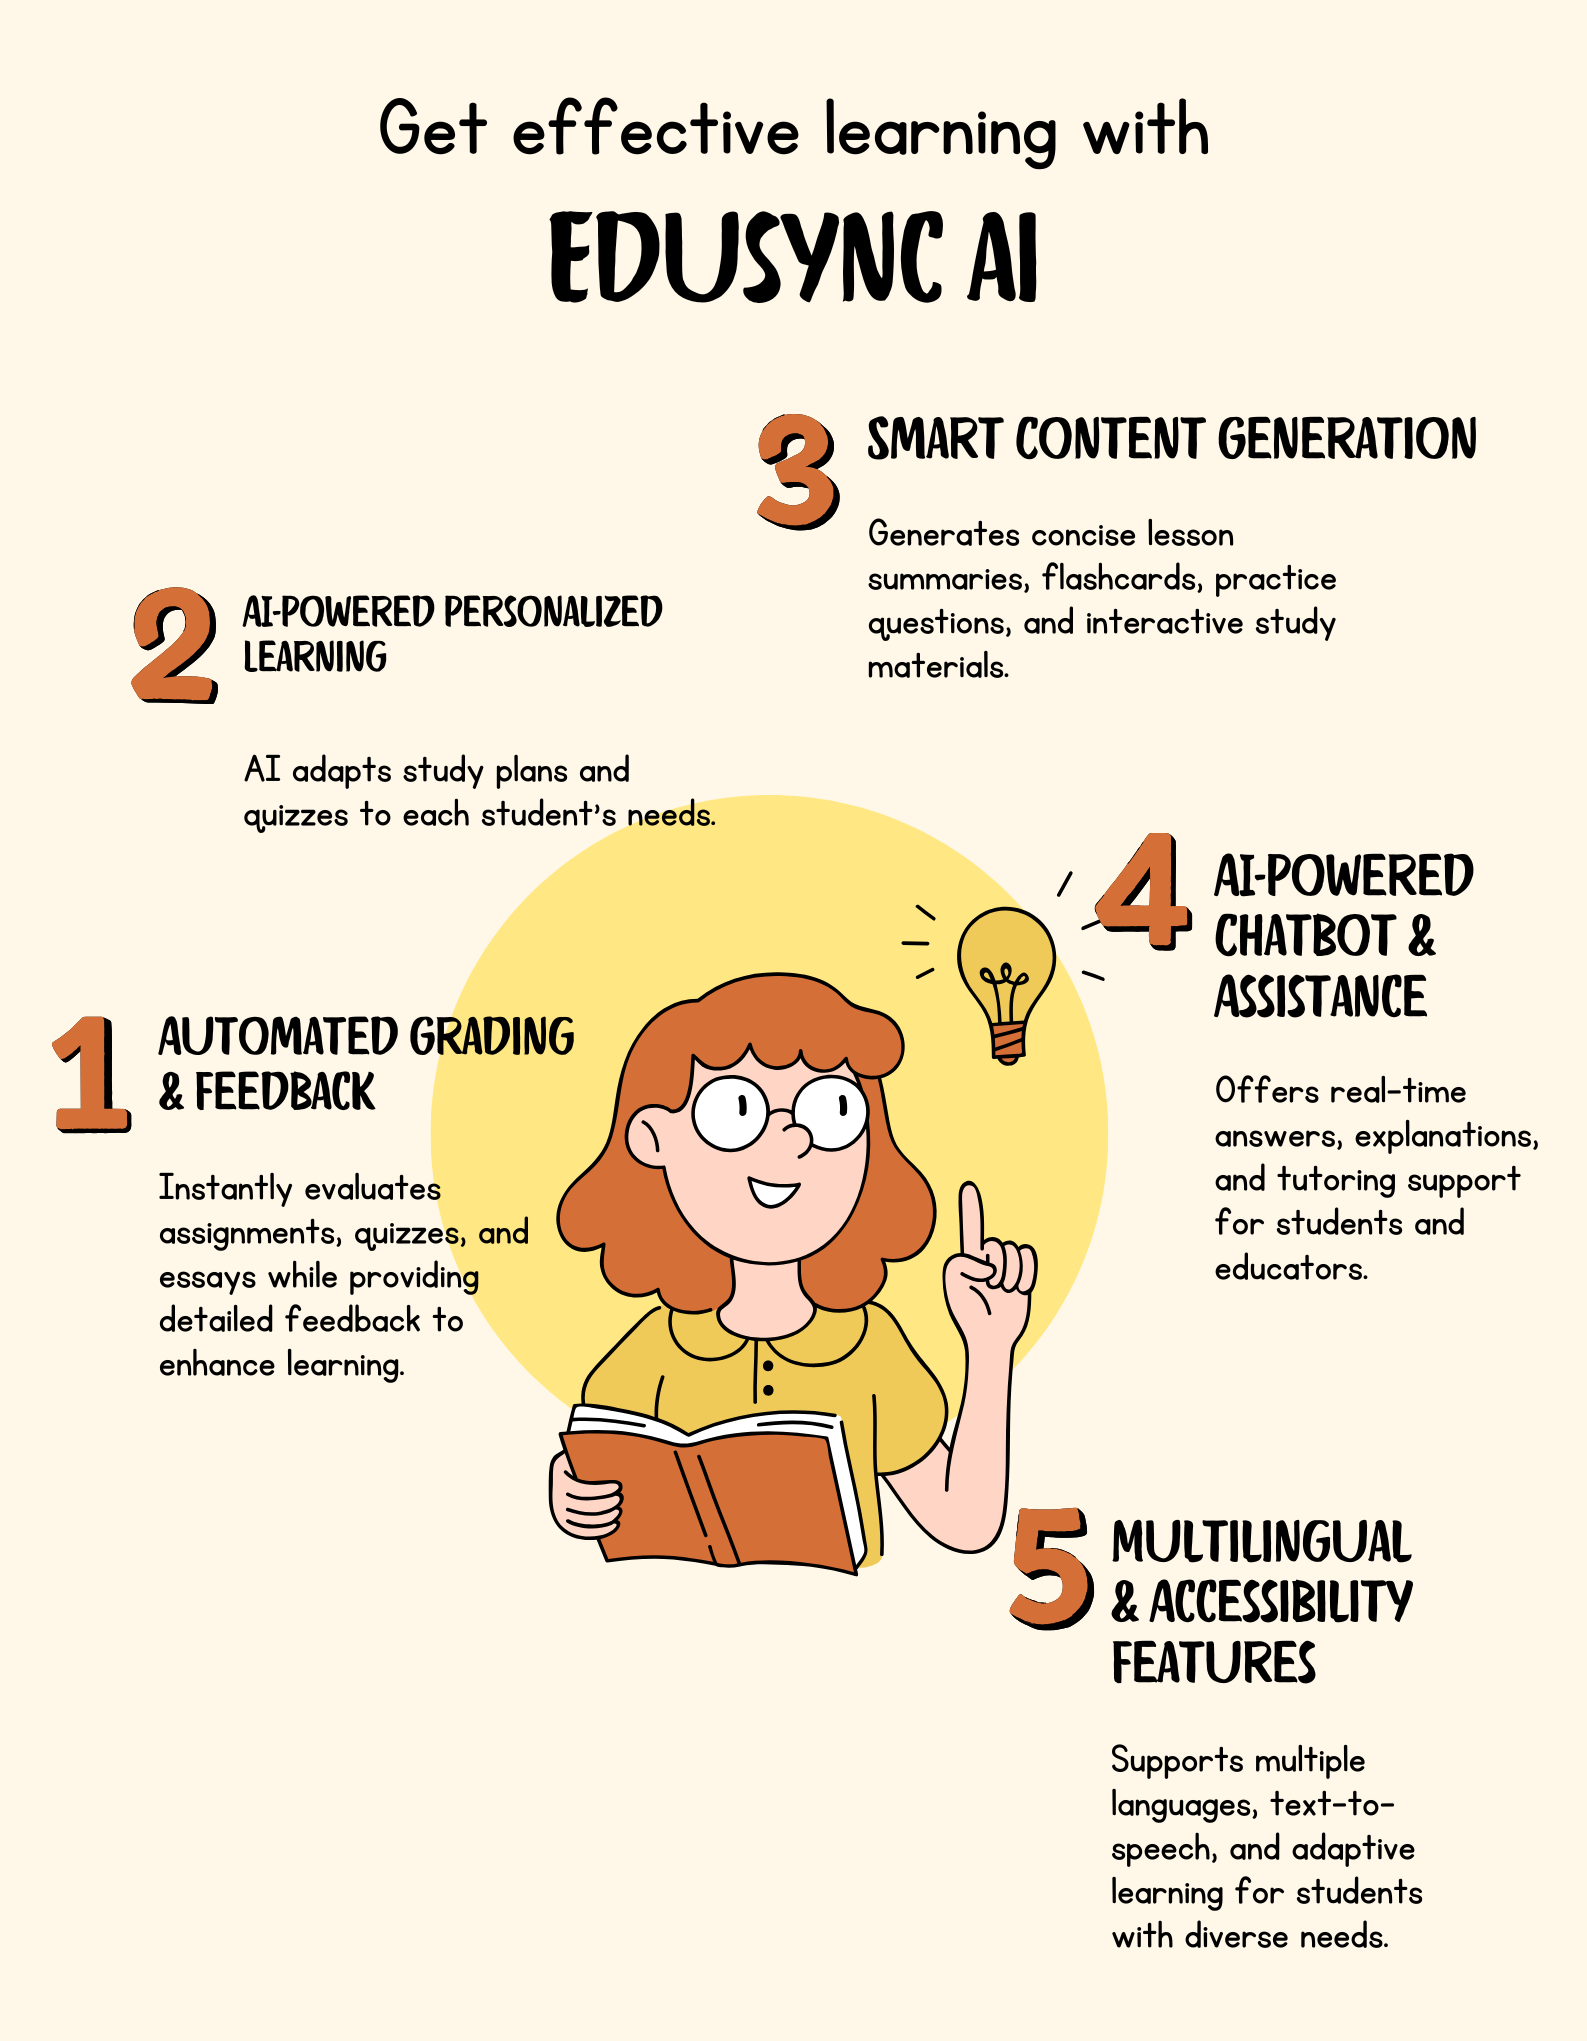 Get effective learning with
EDUSYNC AI
1
AUTOMATED GRADING
& FEEDBACK
Instantly evaluates
assignments, quizzes, and
essays while providing
detailed feedback to
enhance learning.
2
AI-POWERED PERSONALIZED
LEARNING
AI adapts study plans and
quizzes to each student's needs.
3
SMART CONTENT GENERATION
Generates concise lesson
summaries, flashcards, practice
questions, and interactive study
materials.
4
AI-POWERED
CHATBOT &
ASSISTANCE
Offers real-time
answers, explanations,
and tutoring support
for students and
educators.
5
MULTILINGUAL
& ACCESSIBILITY
FEATURES
Supports multiple
languages, text-to-
speech, and adaptive
learning for students
with diverse needs.